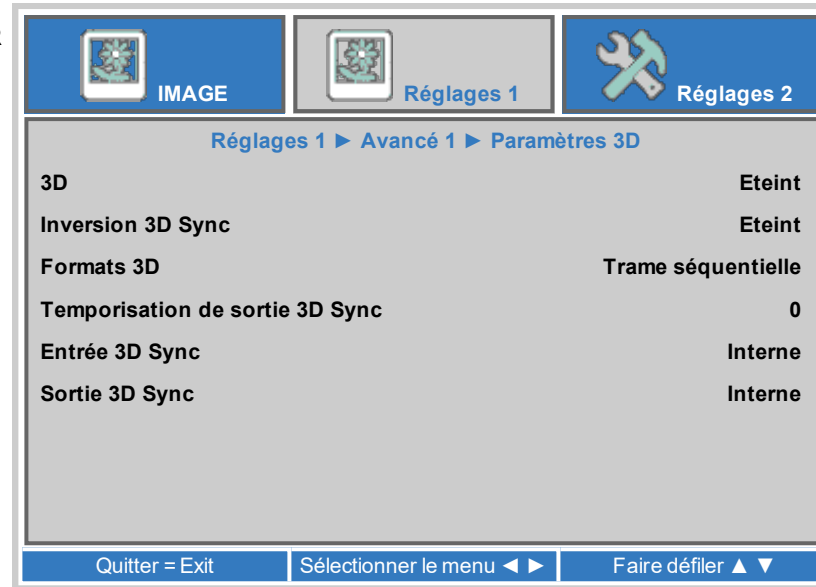 IMAGE
Réglages 1
Réglages 2
Réglages 1 ► Avancé 1 ► Paramètres 3D
3D Eteint
Inversion 3D Sync Eteint
Formats 3D Trame séquentielle
Temporisation de sortie 3D Sync 0
Entrée 3D Sync Interne
Sortie 3D Sync Interne
Quitter = Exit
Sélectionner le menu ◄ ►
Faire défiler ▲ ▼